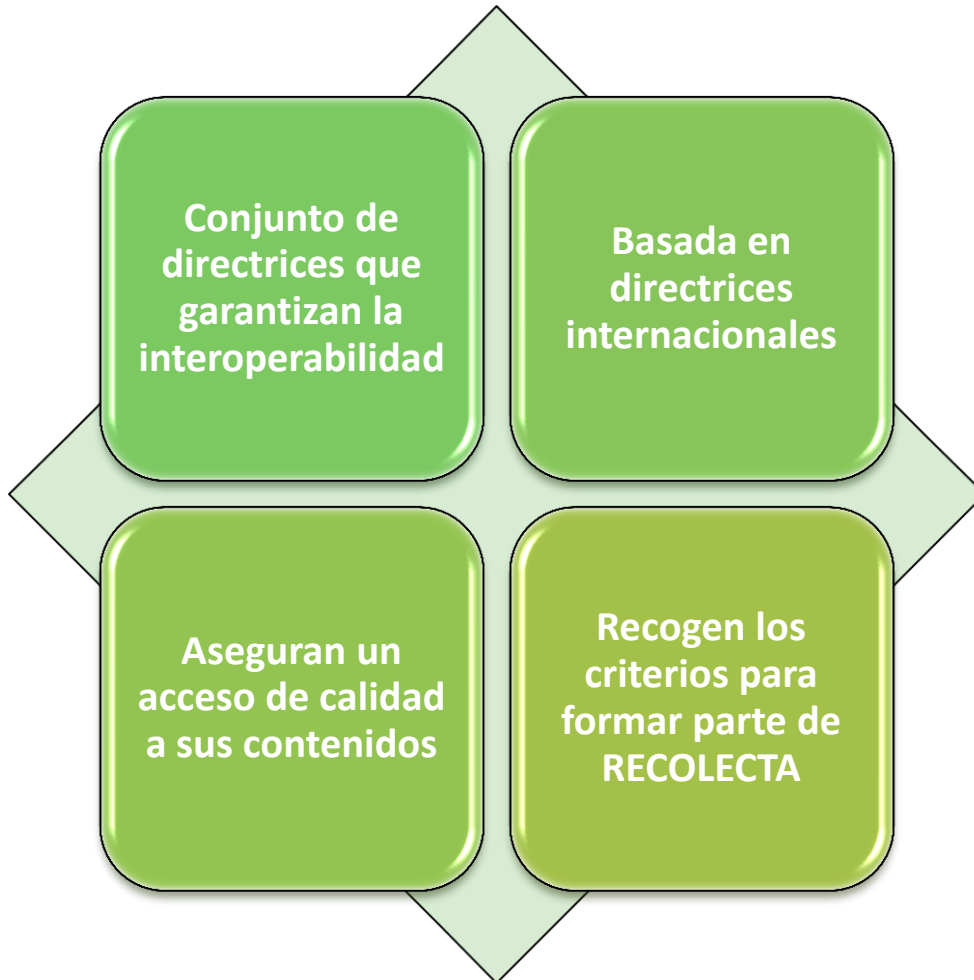 Conjunto de
directrices que
garantizan la
interoperabilidad
Basada en
directrices
internacionales
Aseguran un
acceso de calidad
a sus contenidos
Recogen los
criterios para
formar parte de
RECOLECTA